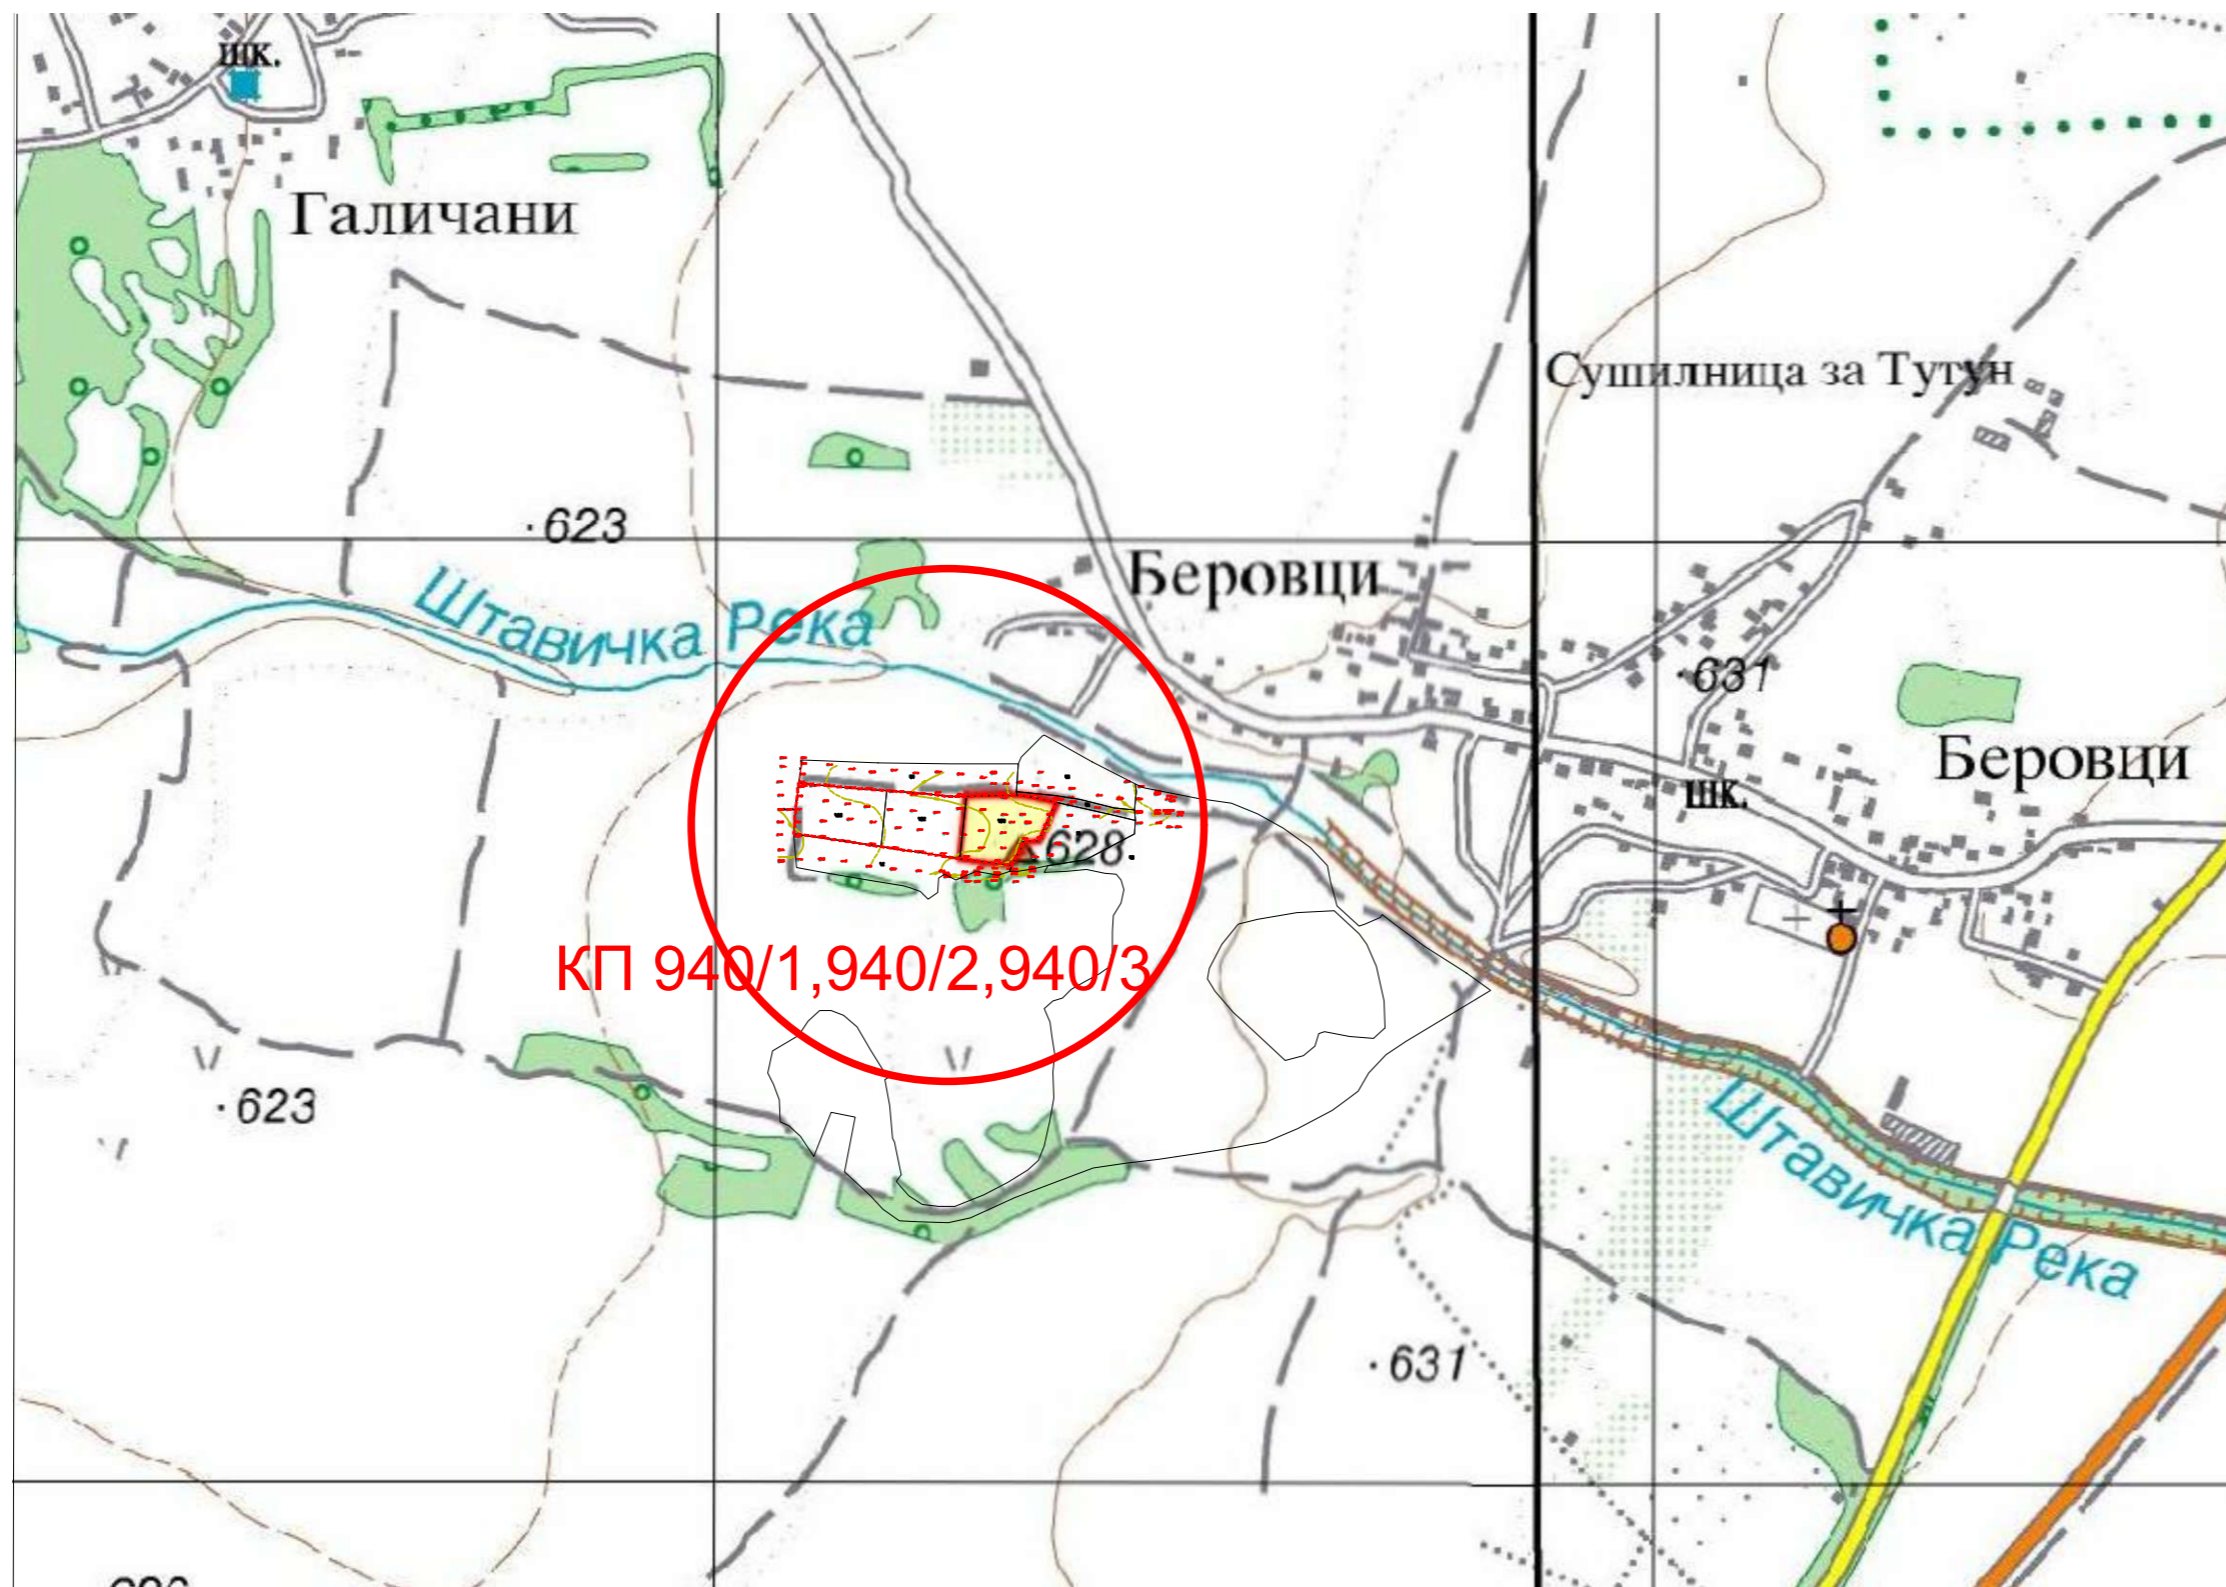 шк.
Галичани
Сушилница за Тутун
·623
Беровци
Штавичка Река
·631
Беровци
шк.
628
КП 940/1,940/2,940/3
·623
Штавичка Река
·631